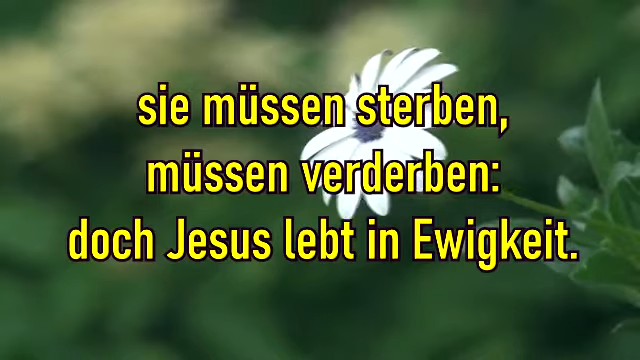 sie müssen sterben,
müssen verderben:
doch Jesus lebt in Ewigkeit.